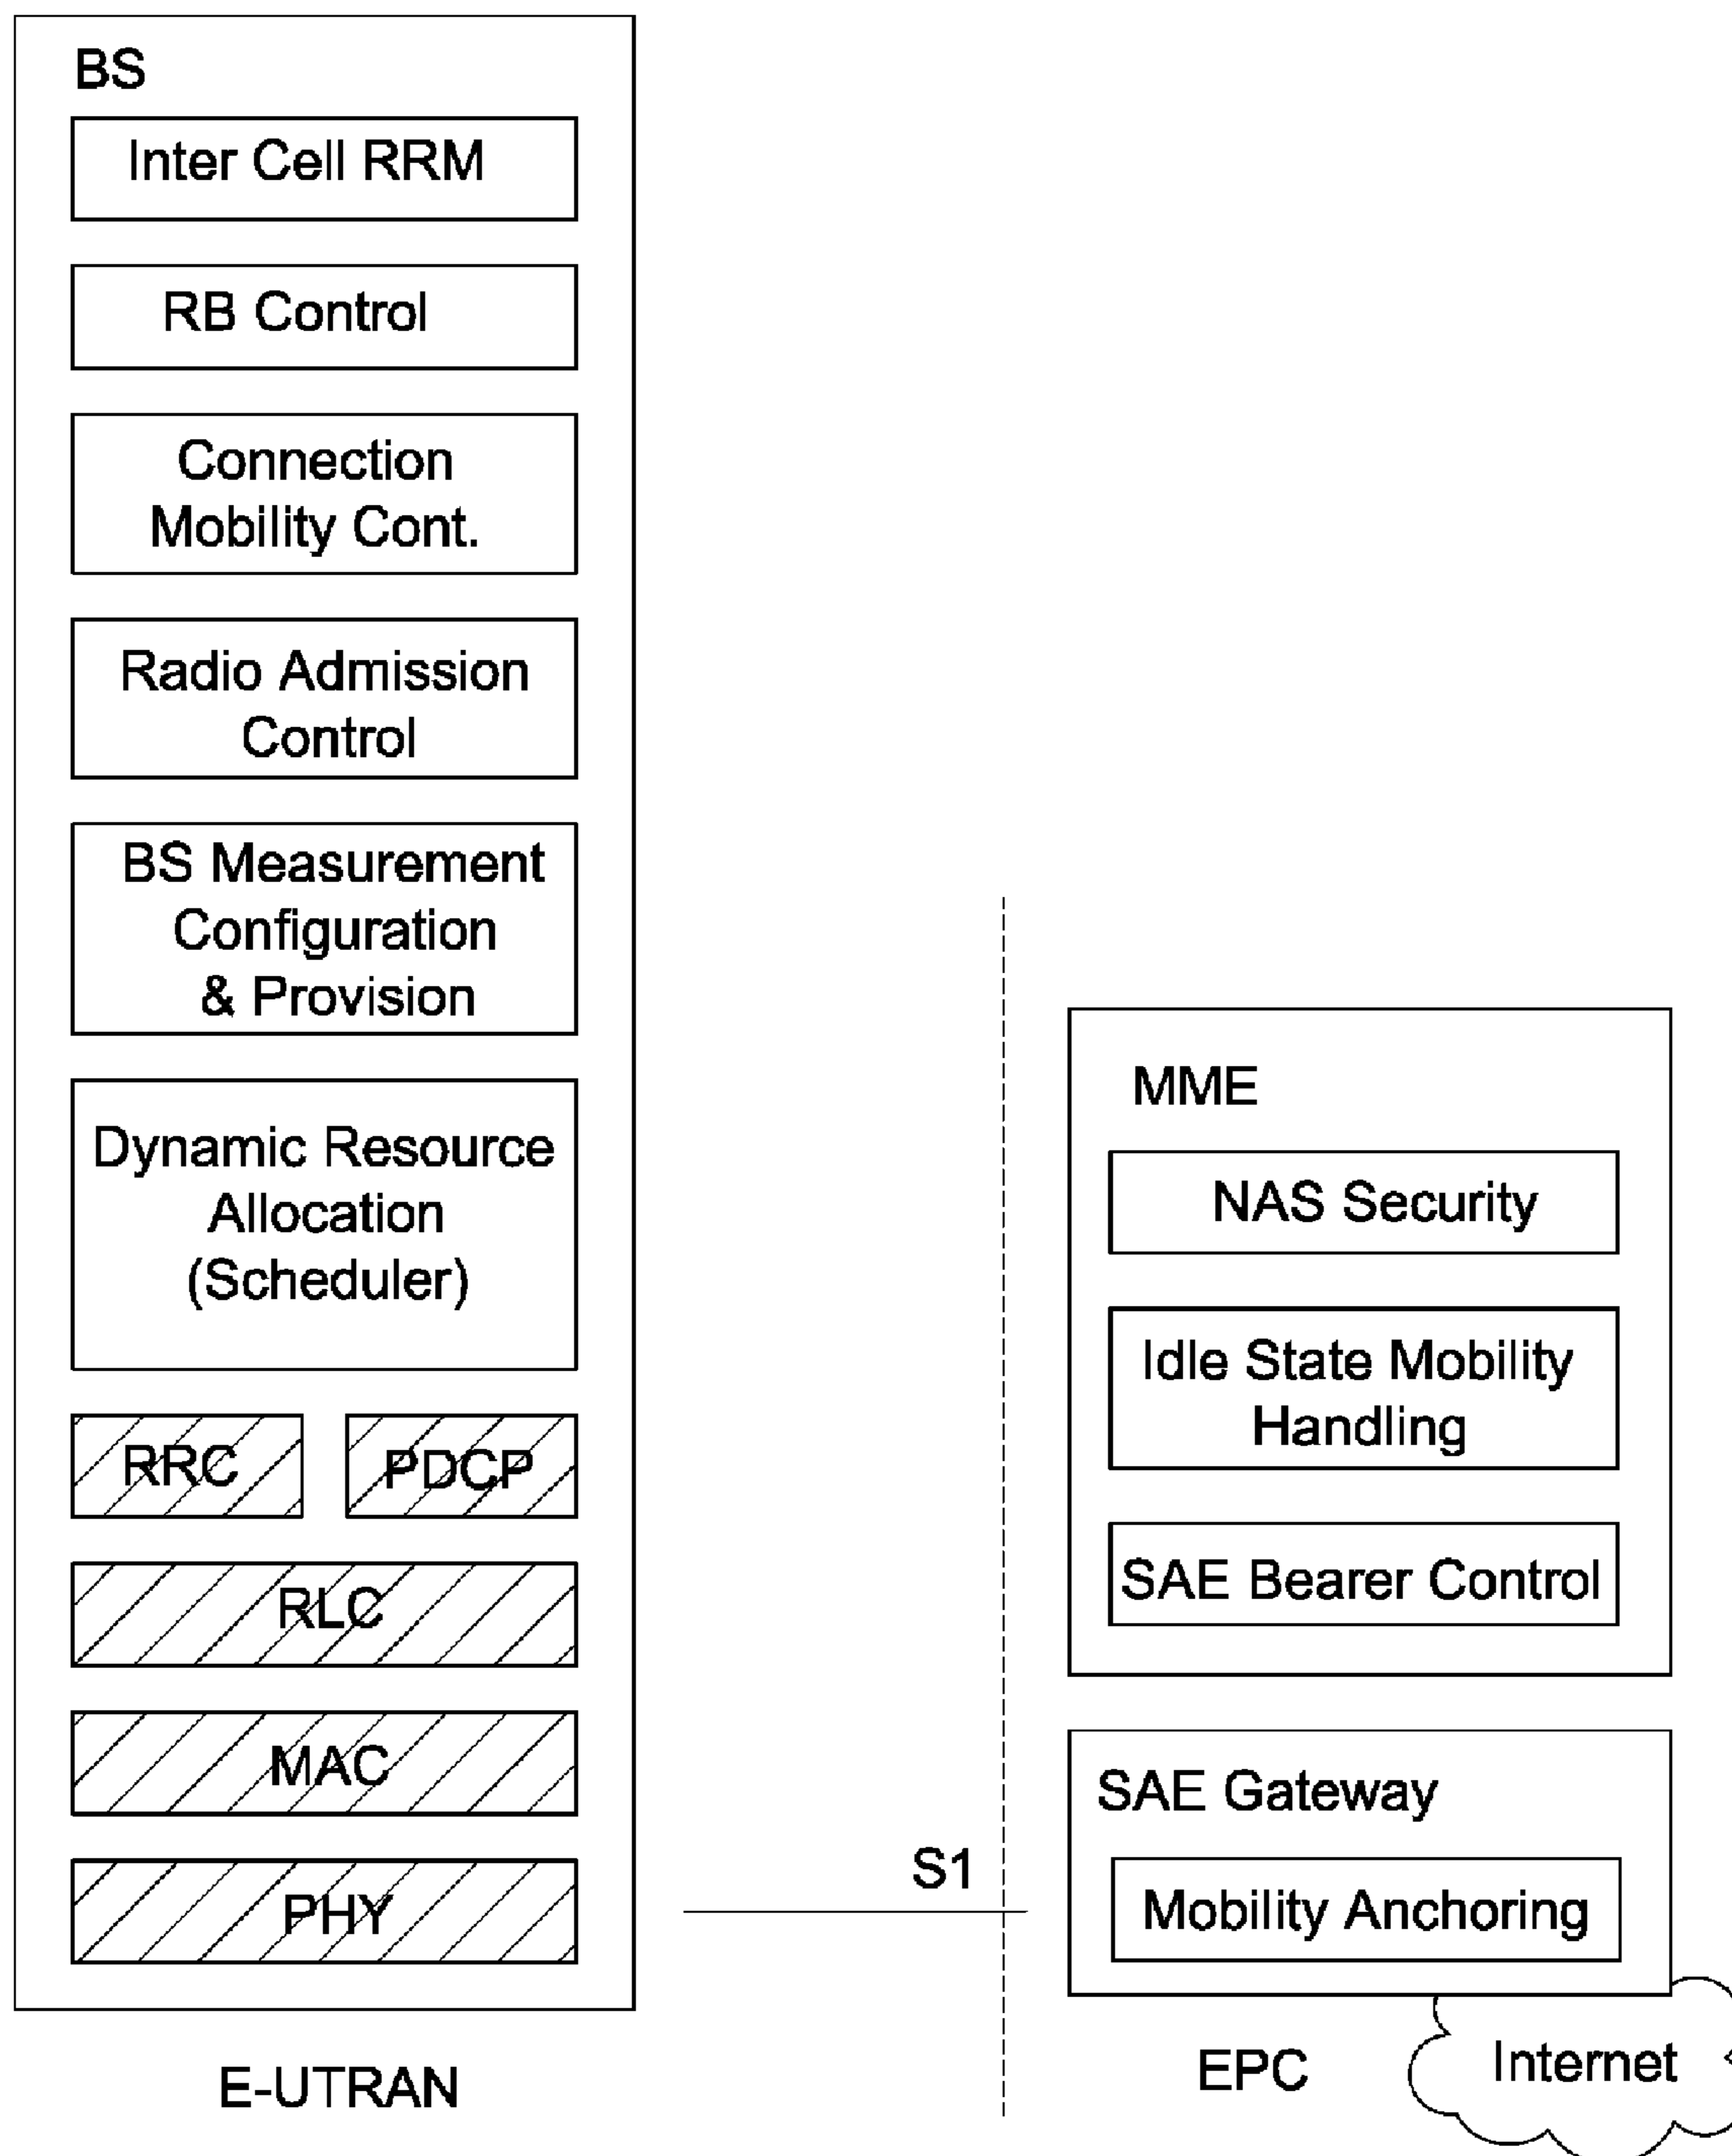 BS
Inter Cell RRM
RB Control
Connection
Mobility Cont.
Radio Admission
Control
BS Measurement
Configuration
& Provision
Dynamic Resource
Allocation
(Scheduler)
RRC
PDCP
RLC
MAC
PHY
E-UTRAN
S1
MME
NAS Security
Idle State Mobility
Handling
SAE Bearer Control
SAE Gateway
Mobility Anchoring
EPC
Internet